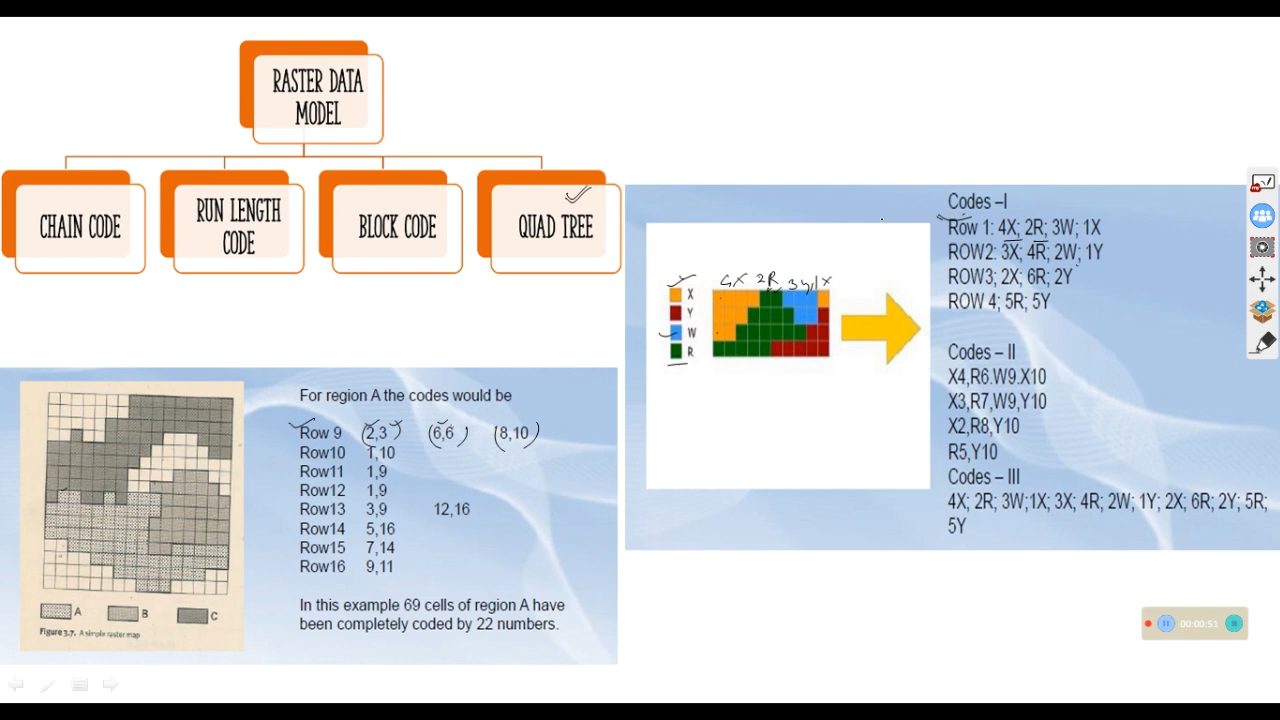 RASTER DATA
MODEL
CHAIN CODE
RUN LENGTH
CODE
BLOCK CODE
QUAD TREE
For region A the codes would be
Row 9 (2,3) (6,6) (8,10)
Row10 1,10
Row11 1,9
Row12 1,9
Row13 3,9 12,16
Row14 5,16
Row15 7,14
Row16 9,11
In this example 69 cells of region A have
been completely coded by 22 numbers.
A B C
Figure 3.7. A simple raster map
4X 2R 3W 1X
X
Y
W
R
Codes –I
Row 1: 4X; 2R; 3W; 1X
ROW2: 3X; 4R; 2W; 1Y
ROW3; 2X; 6R; 2Y
ROW 4; 5R; 5Y
Codes – II
X4,R6.W9.X10
X3,R7,W9,Y10
X2,R8,Y10
R5,Y10
Codes – III
4X; 2R; 3W;1X; 3X; 4R; 2W; 1Y; 2X; 6R; 2Y; 5R;
5Y
00:00:51